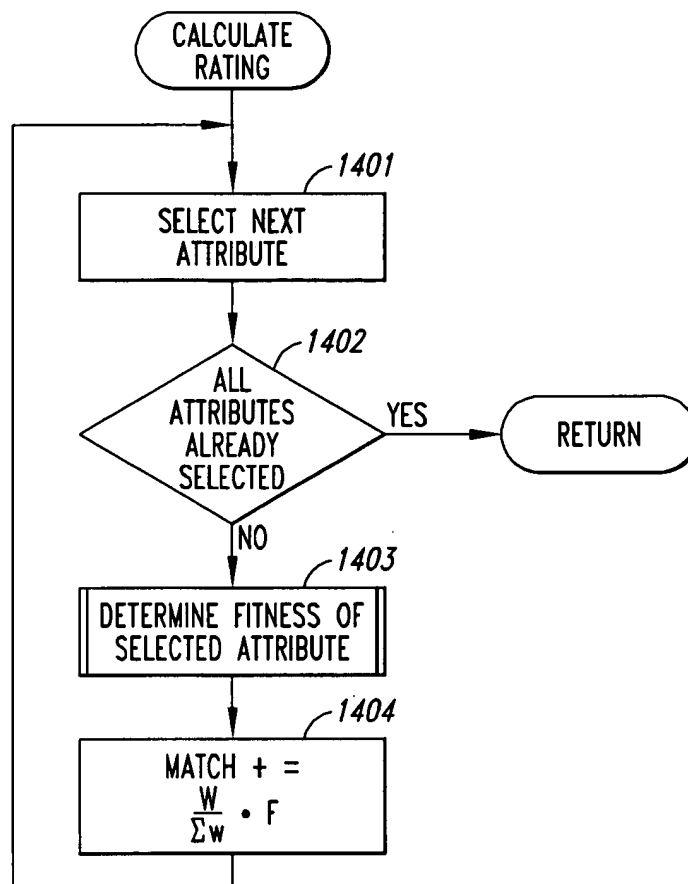 CALCULATE
RATING
1401
SELECT NEXT
ATTRIBUTE
1402
ALL
ATTRIBUTES
ALREADY
SELECTED
YES
RETURN
NO
1403
DETERMINE FITNESS OF
SELECTED ATTRIBUTE
1404
MATCH + =
W
Σw • F